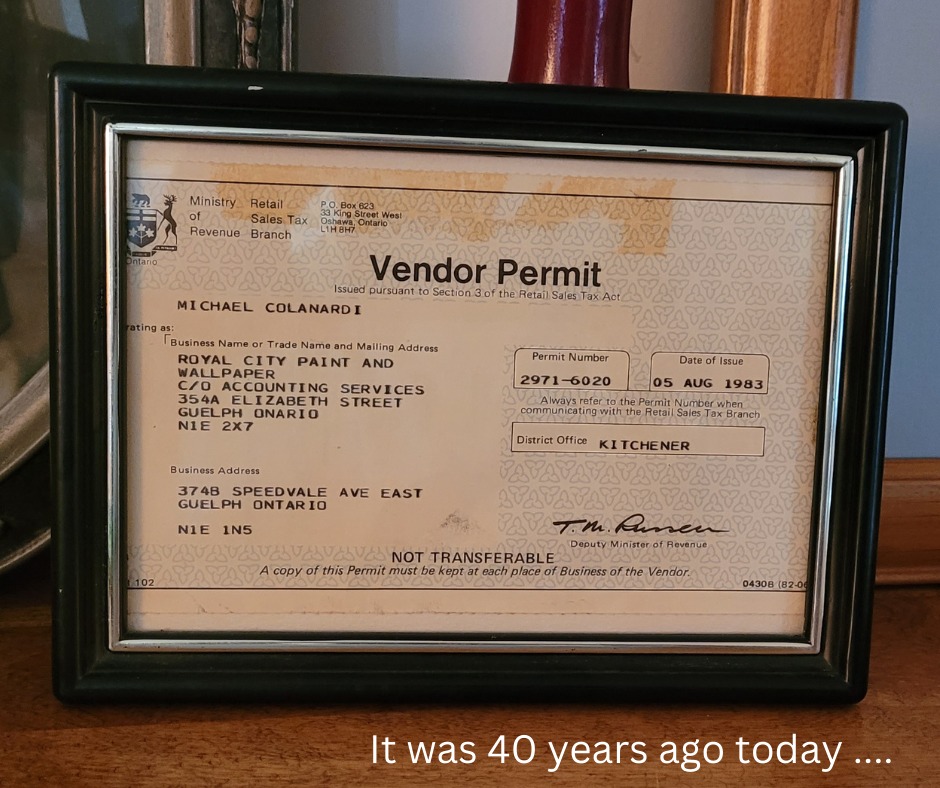 Ministry Retail P.O. Box 623
of Sales Tax 33 King Street West
Revenue Branch Oshawa, Ontario
L1H 8H7
Ontario
Vendor Permit
Issued pursuant to Section 3 of the Retail Sales Tax Act
MICHAEL COLANARDI
rating as:
Business Name or Trade Name and Mailing Address
ROYAL CITY PAINT AND
WALLPAPER
C/O ACCOUNTING SERVICES
354A ELIZABETH STREET
GUELPH ONARIO
N1E 2X7
Permit Number
2971-6020
Date of Issue
05 AUG 1983
Always refer to the Permit Number when
communicating with the Retail Sales Tax Branch
District Office KITCHENER
Business Address
374B SPEEDVALE AVE EAST
GUELPH ONTARIO
N1E 1N5
T.M. Russell
Deputy Minister of Revenue
NOT TRANSFERABLE
A copy of this Permit must be kept at each place of Business of the Vendor.
102
0430B (82-0
It was 40 years ago today ....